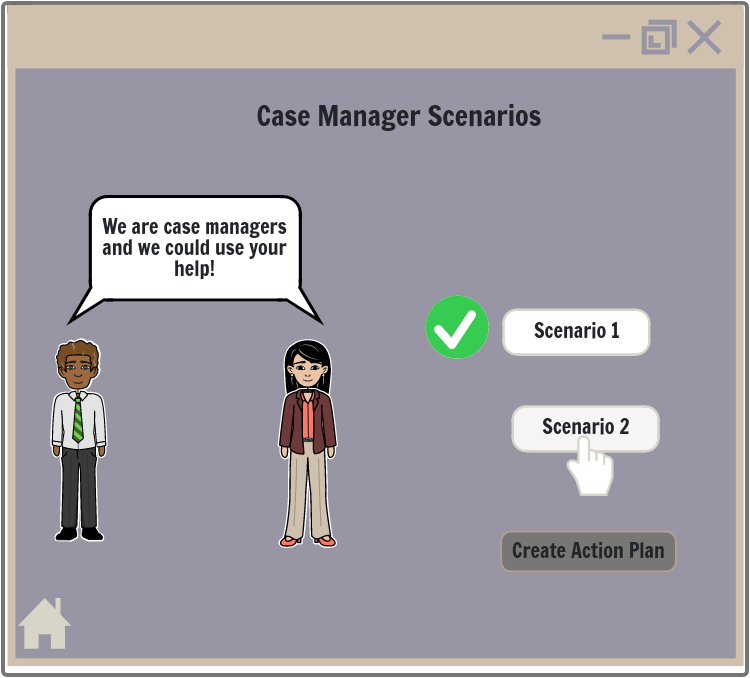 Case Manager Scenarios
We are case managers
and we could use your
help!
Scenario 1
Scenario 2
Create Action Plan